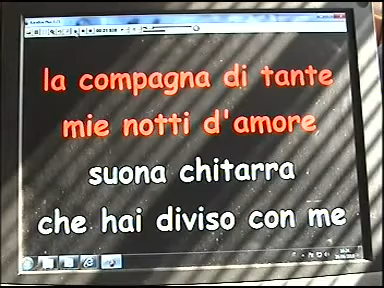 la compagna di tante
mie notti d'amore
suona chitarra
che hai diviso con me